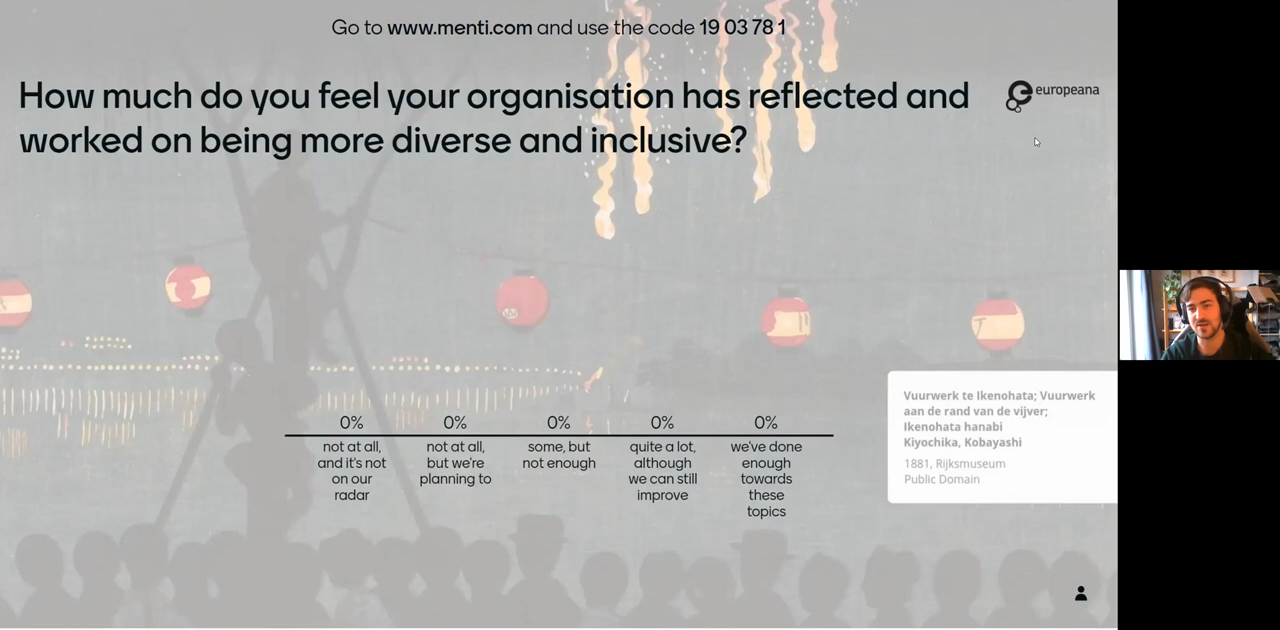 Go to www.menti.com and use the code 19 03 78 1
How much do you feel your organisation has reflected and
worked on being more diverse and inclusive?
europeana
0%
0%
0%
0%
0%
not at all,
and it's not
on our
radar
not at all,
but we're
planning to
some, but
not enough
quite a lot,
although
we can still
improve
we've done
enough
towards
these
topics
Vuurwerk te Ikenohata; Vuurwerk
aan de rand van de vijver;
Ikenohata hanabi
Kiyochika, Kobayashi
1881, Rijksmuseum
Public Domain